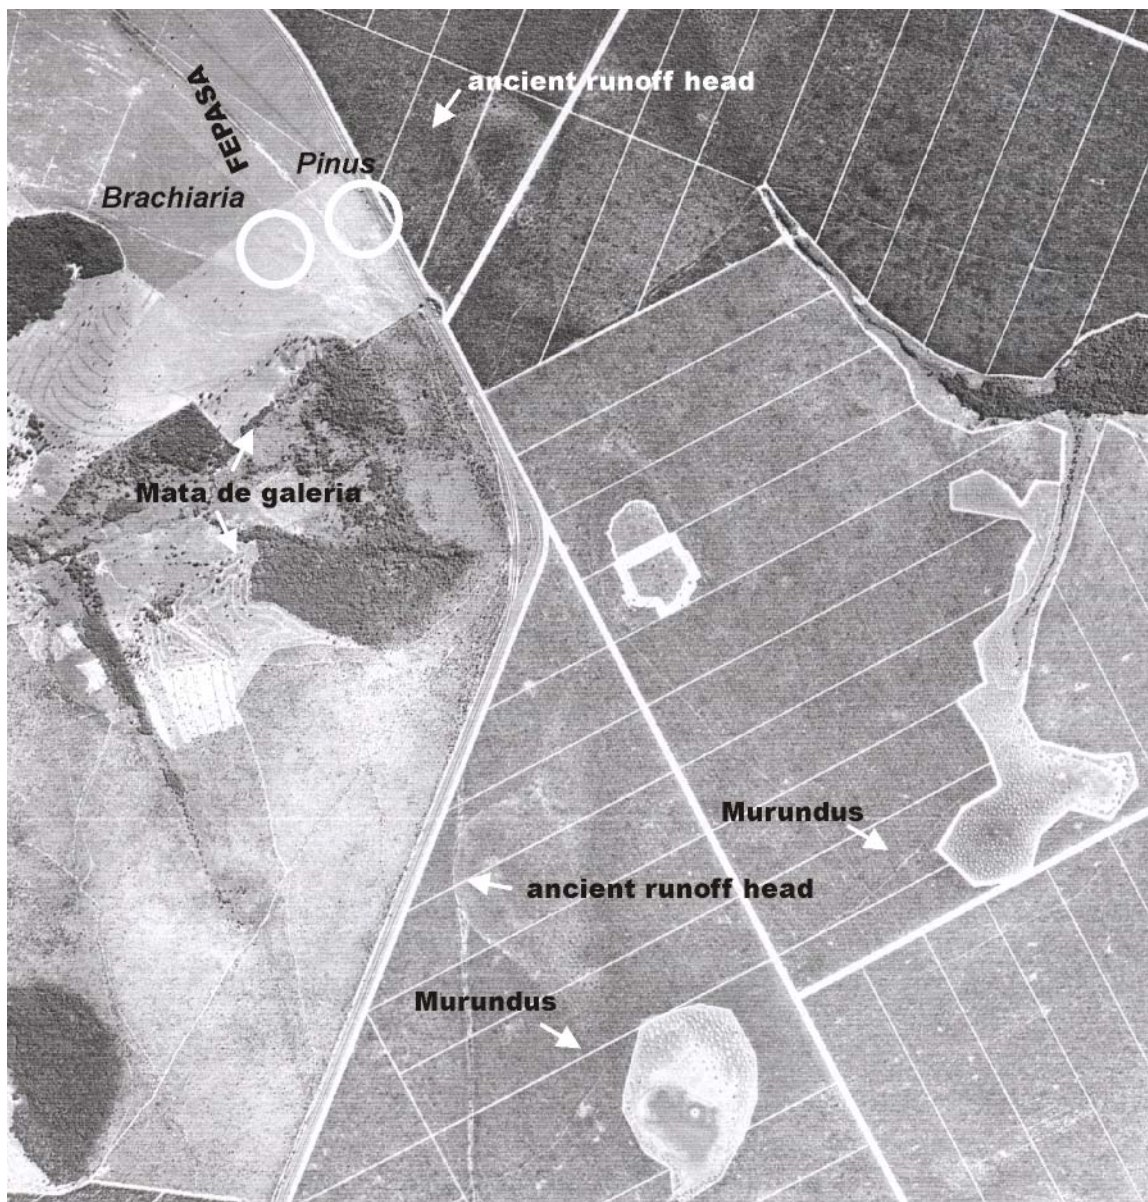 ancient runoff head
FEPASA
Pinus
Brachiaria
Mata de galeria
Murundus
ancient runoff head
Murundus